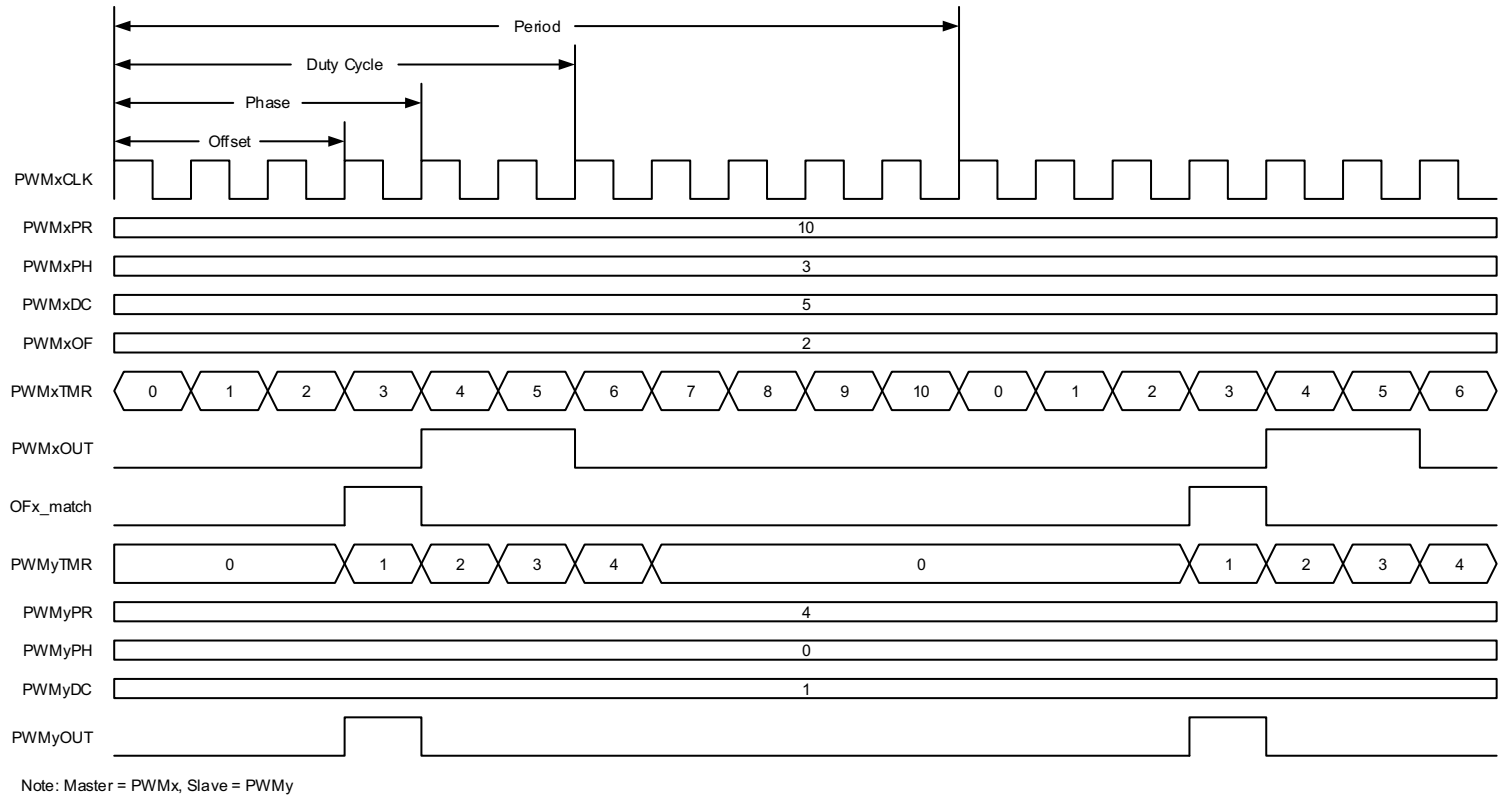 Period
Duty Cycle
Phase
Offset
PWMxCLK
PWMxPR 10
PWMxPH 3
PWMxDC 5
PWMxOF 2
PWMxTMR 0 1 2 3 4 5 6 7 8 9 10 0 1 2 3 4 5 6
PWMxOUT
OFx_match
PWMyTMR 0 1 2 3 4 0 1 2 3 4
PWMyPR 4
PWMyPH 0
PWMyDC 1
PWMyOUT
Note: Master = PWMx, Slave = PWMy